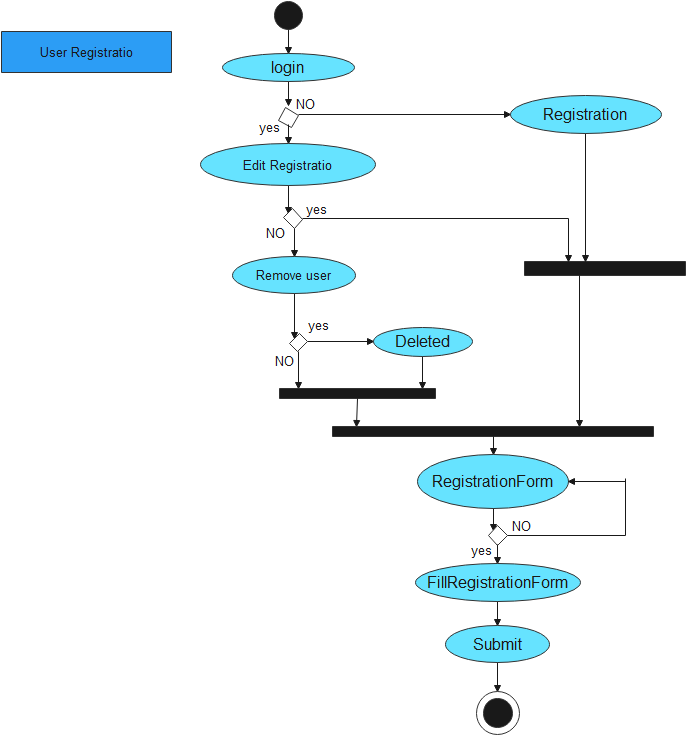 User Registratio
login
NO
yes
Registration
Edit Registratio
yes
NO
Remove user
yes
NO
Deleted
RegistrationForm
NO
yes
FillRegistrationForm
Submit